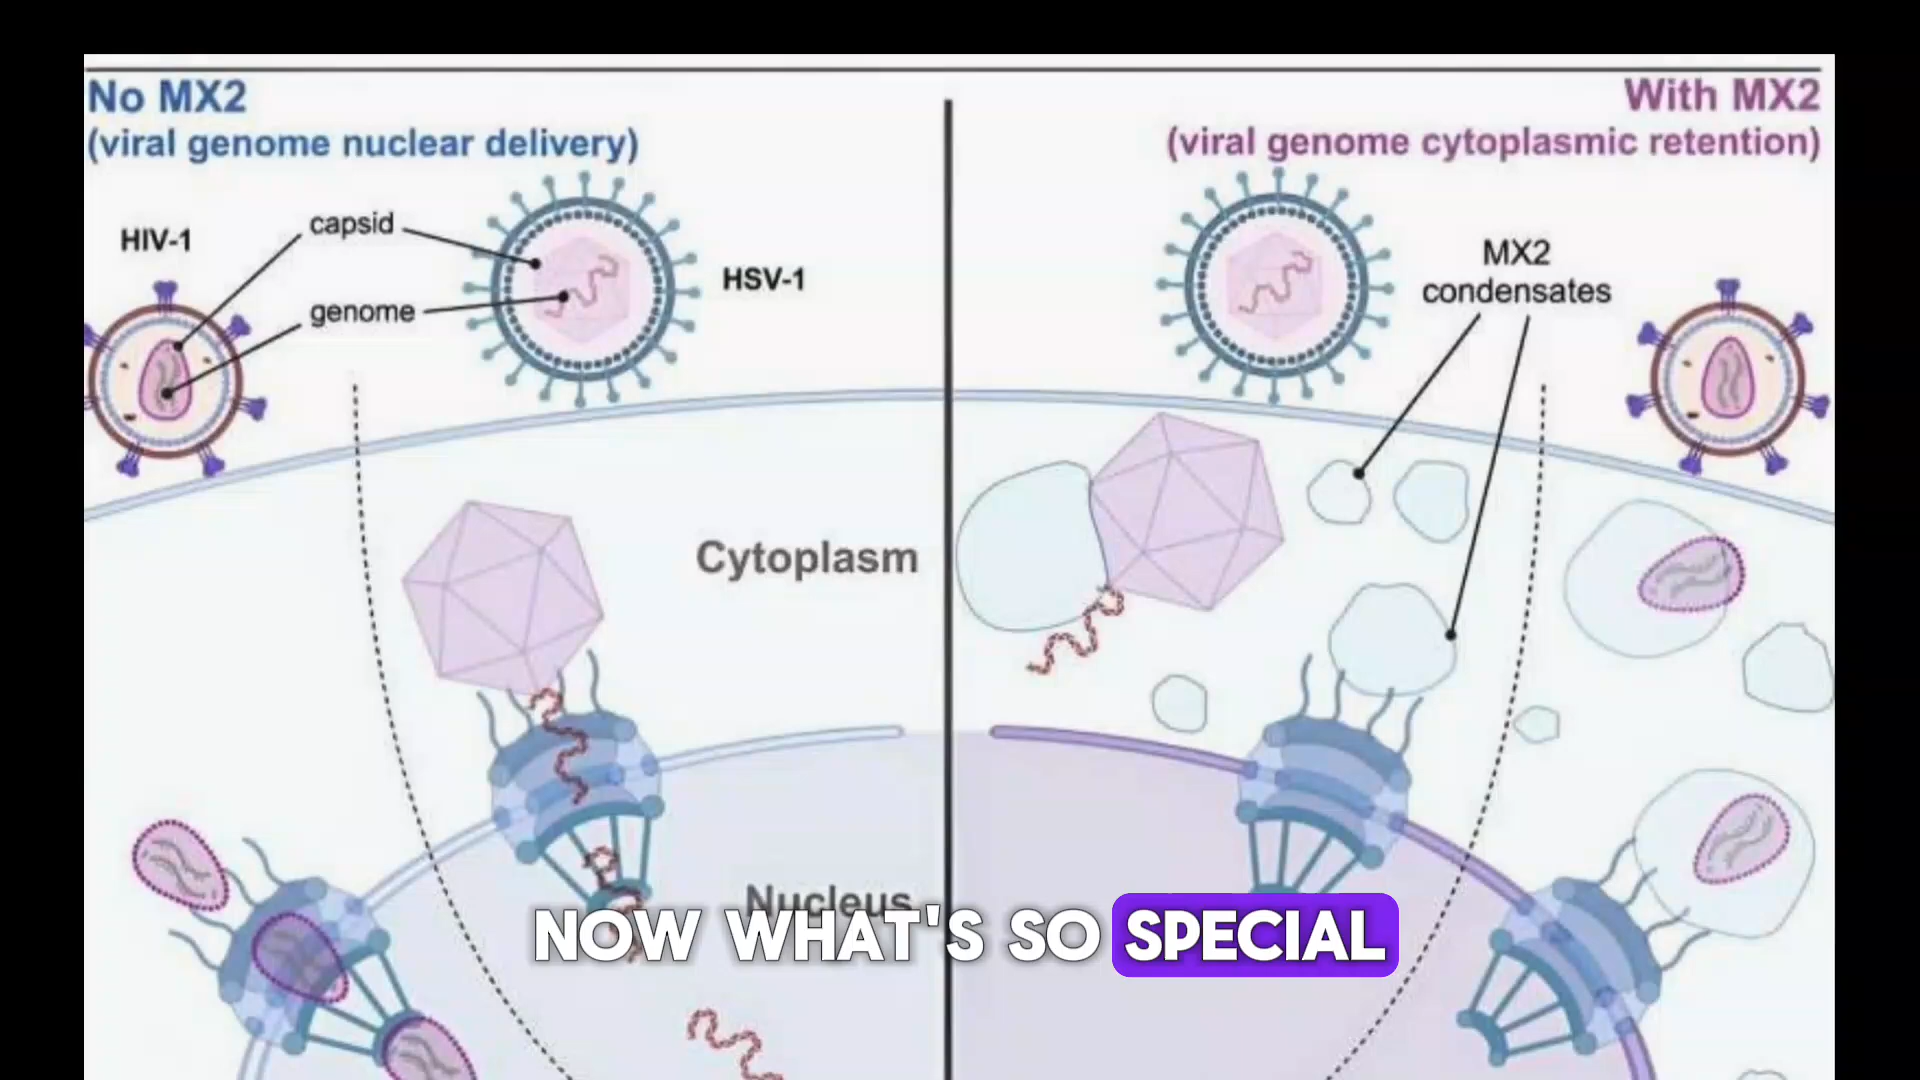 No MX2
(viral genome nuclear delivery)
With MX2
(viral genome cytoplasmic retention)
HIV-1
capsid
genome
HSV-1
MX2
condensates
Cytoplasm
Nucleus
NOW WHAT'S SO SPECIAL